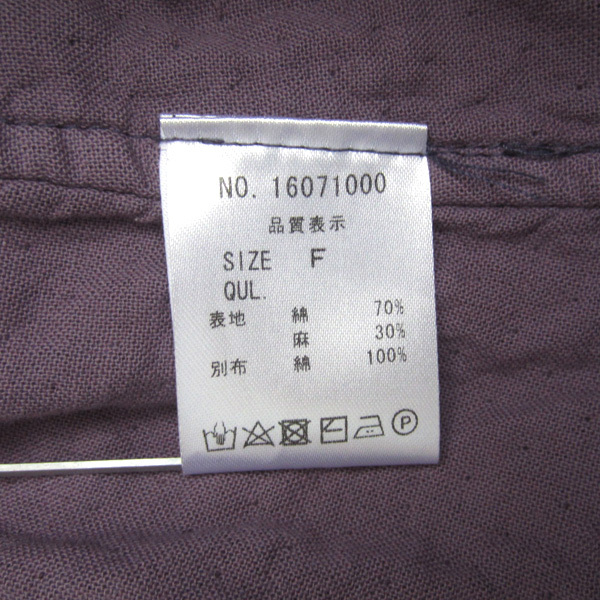 NO. 16071000
品質表示
SIZE F
QUL.
表地 綿 70%
麻 30%
別布 綿 100%
P